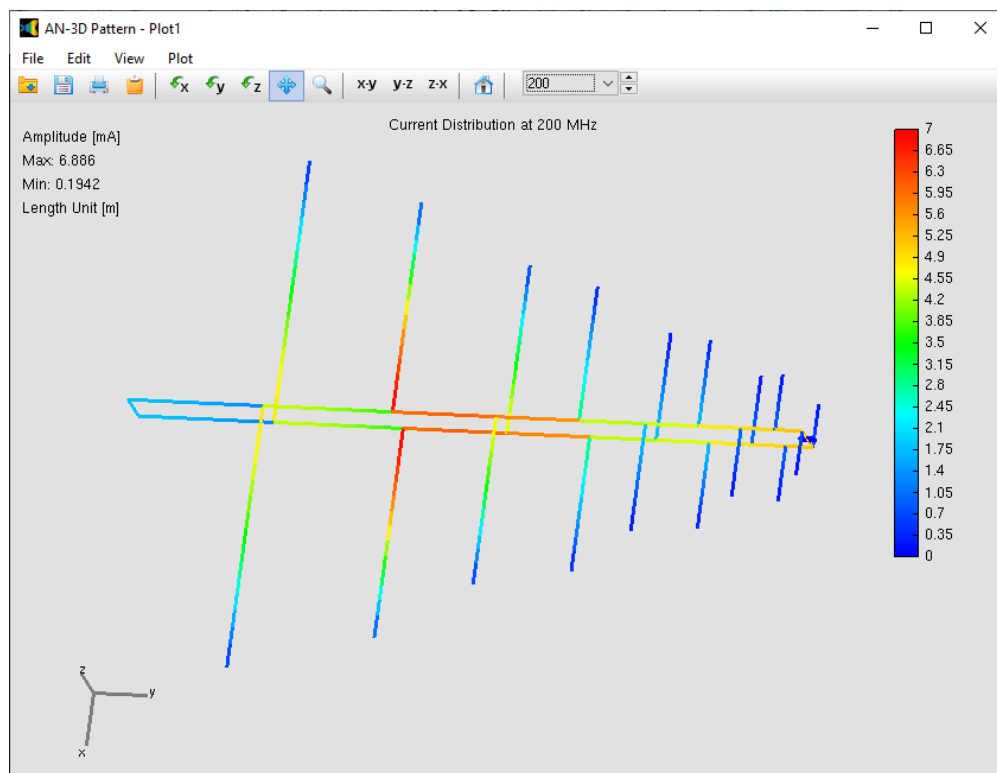 AN-3D Pattern - Plot1
File Edit View Plot
x y z x-y y-z z-x 200
Current Distribution at 200 MHz
Amplitude [mA]
Max: 6.886
Min: 0.1942
Length Unit [m]
7
6.65
6.3
5.95
5.6
5.25
4.9
4.55
4.2
3.85
3.5
3.15
2.8
2.45
2.1
1.75
1.4
1.05
0.7
0.35
0
z
y
x